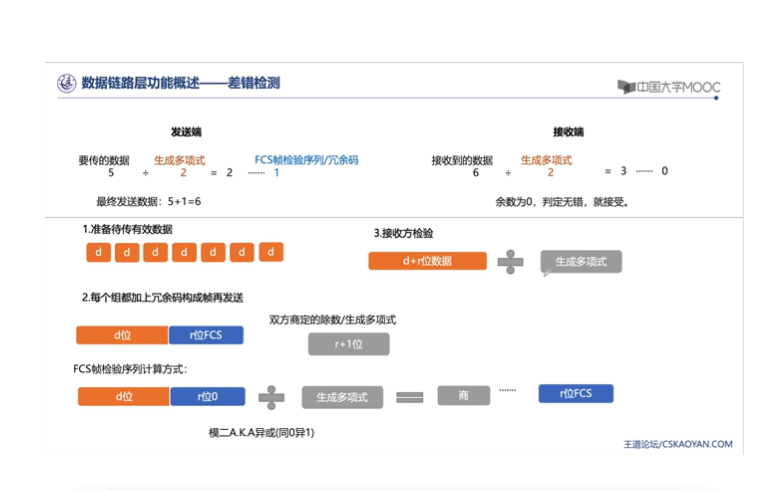 数据链路层功能概述——差错检测
中国大学MOOC
发送端
接收端
要传的数据 生成多项式 FCS帧检验序列/冗余码
5 ÷ 2 = 2 ······· 1
接收到的数据 生成多项式
6 ÷ 2 = 3 ······· 0
最终发送数据：5+1=6
余数为0，判定无错，就接受。
1.准备待传有效数据
d d d d d d d
3.接收方检验
d+r位数据 ÷ 生成多项式
2.每个组都加上冗余码构成帧再发送
d位 r位FCS
双方商定的除数/生成多项式
r+1位
FCS帧检验序列计算方式：
d位 r位0 ÷ 生成多项式 = 商 ······· r位FCS
模二A.K.A异或(同0异1)
王道论坛/CSKAOYAN.COM